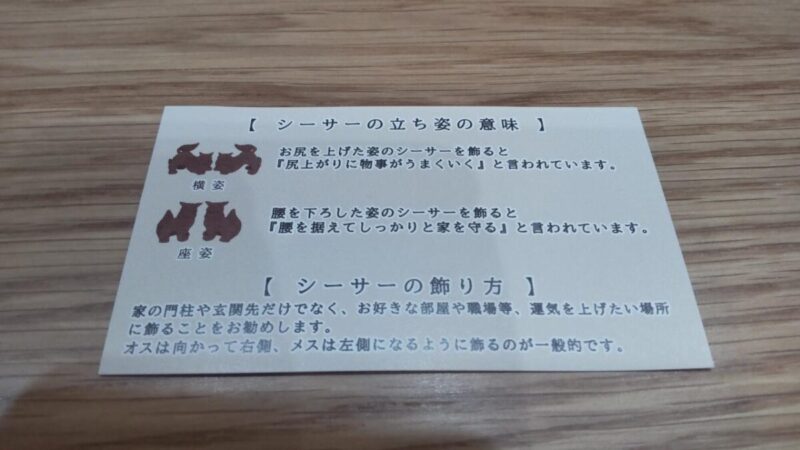 【 シーサーの立ち姿の意味 】
お尻を上げた姿のシーサーを飾ると
『尻上がりに物事がうまくいく』と言われています。
横姿
腰を下ろした姿のシーサーを飾ると
『腰を据えてしっかりと家を守る』と言われています。
座姿
【 シーサーの飾り方 】
家の門柱や玄関先だけでなく、お好きな部屋や職場等、運気を上げたい場所
に飾ることをお勧めします。
オスは向かって右側、メスは左側になるように飾るのが一般的です。